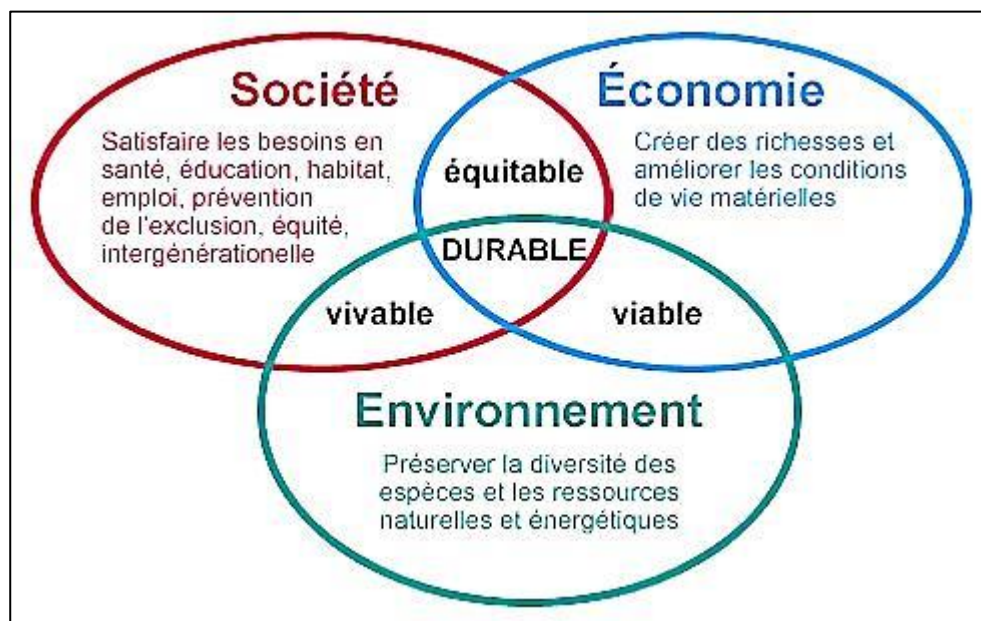 Société
Satisfaire les besoins en
santé, éducation, habitat,
emploi, prévention
de l'exclusion, équité,
intergénérationelle
Économie
Créer des richesses et
améliorer les conditions
de vie matérielles
équitable
DURABLE
vivable
viable
Environnement
Préserver la diversité des
espèces et les ressources
naturelles et énergétiques